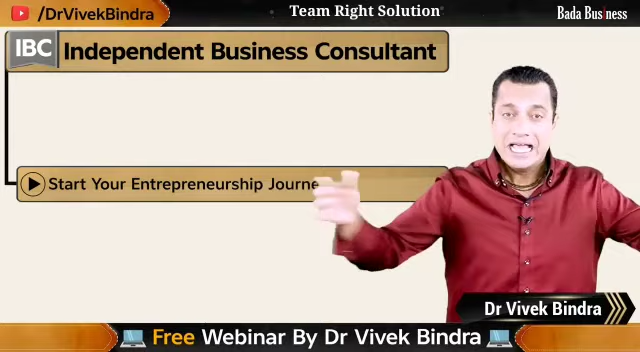 /DrVivekBindra
Team Right Solution
Bada Business
IBC Independent Business Consultant
Start Your Entrepreneurship Journe
Dr Vivek Bindra
Free Webinar By Dr Vivek Bindra